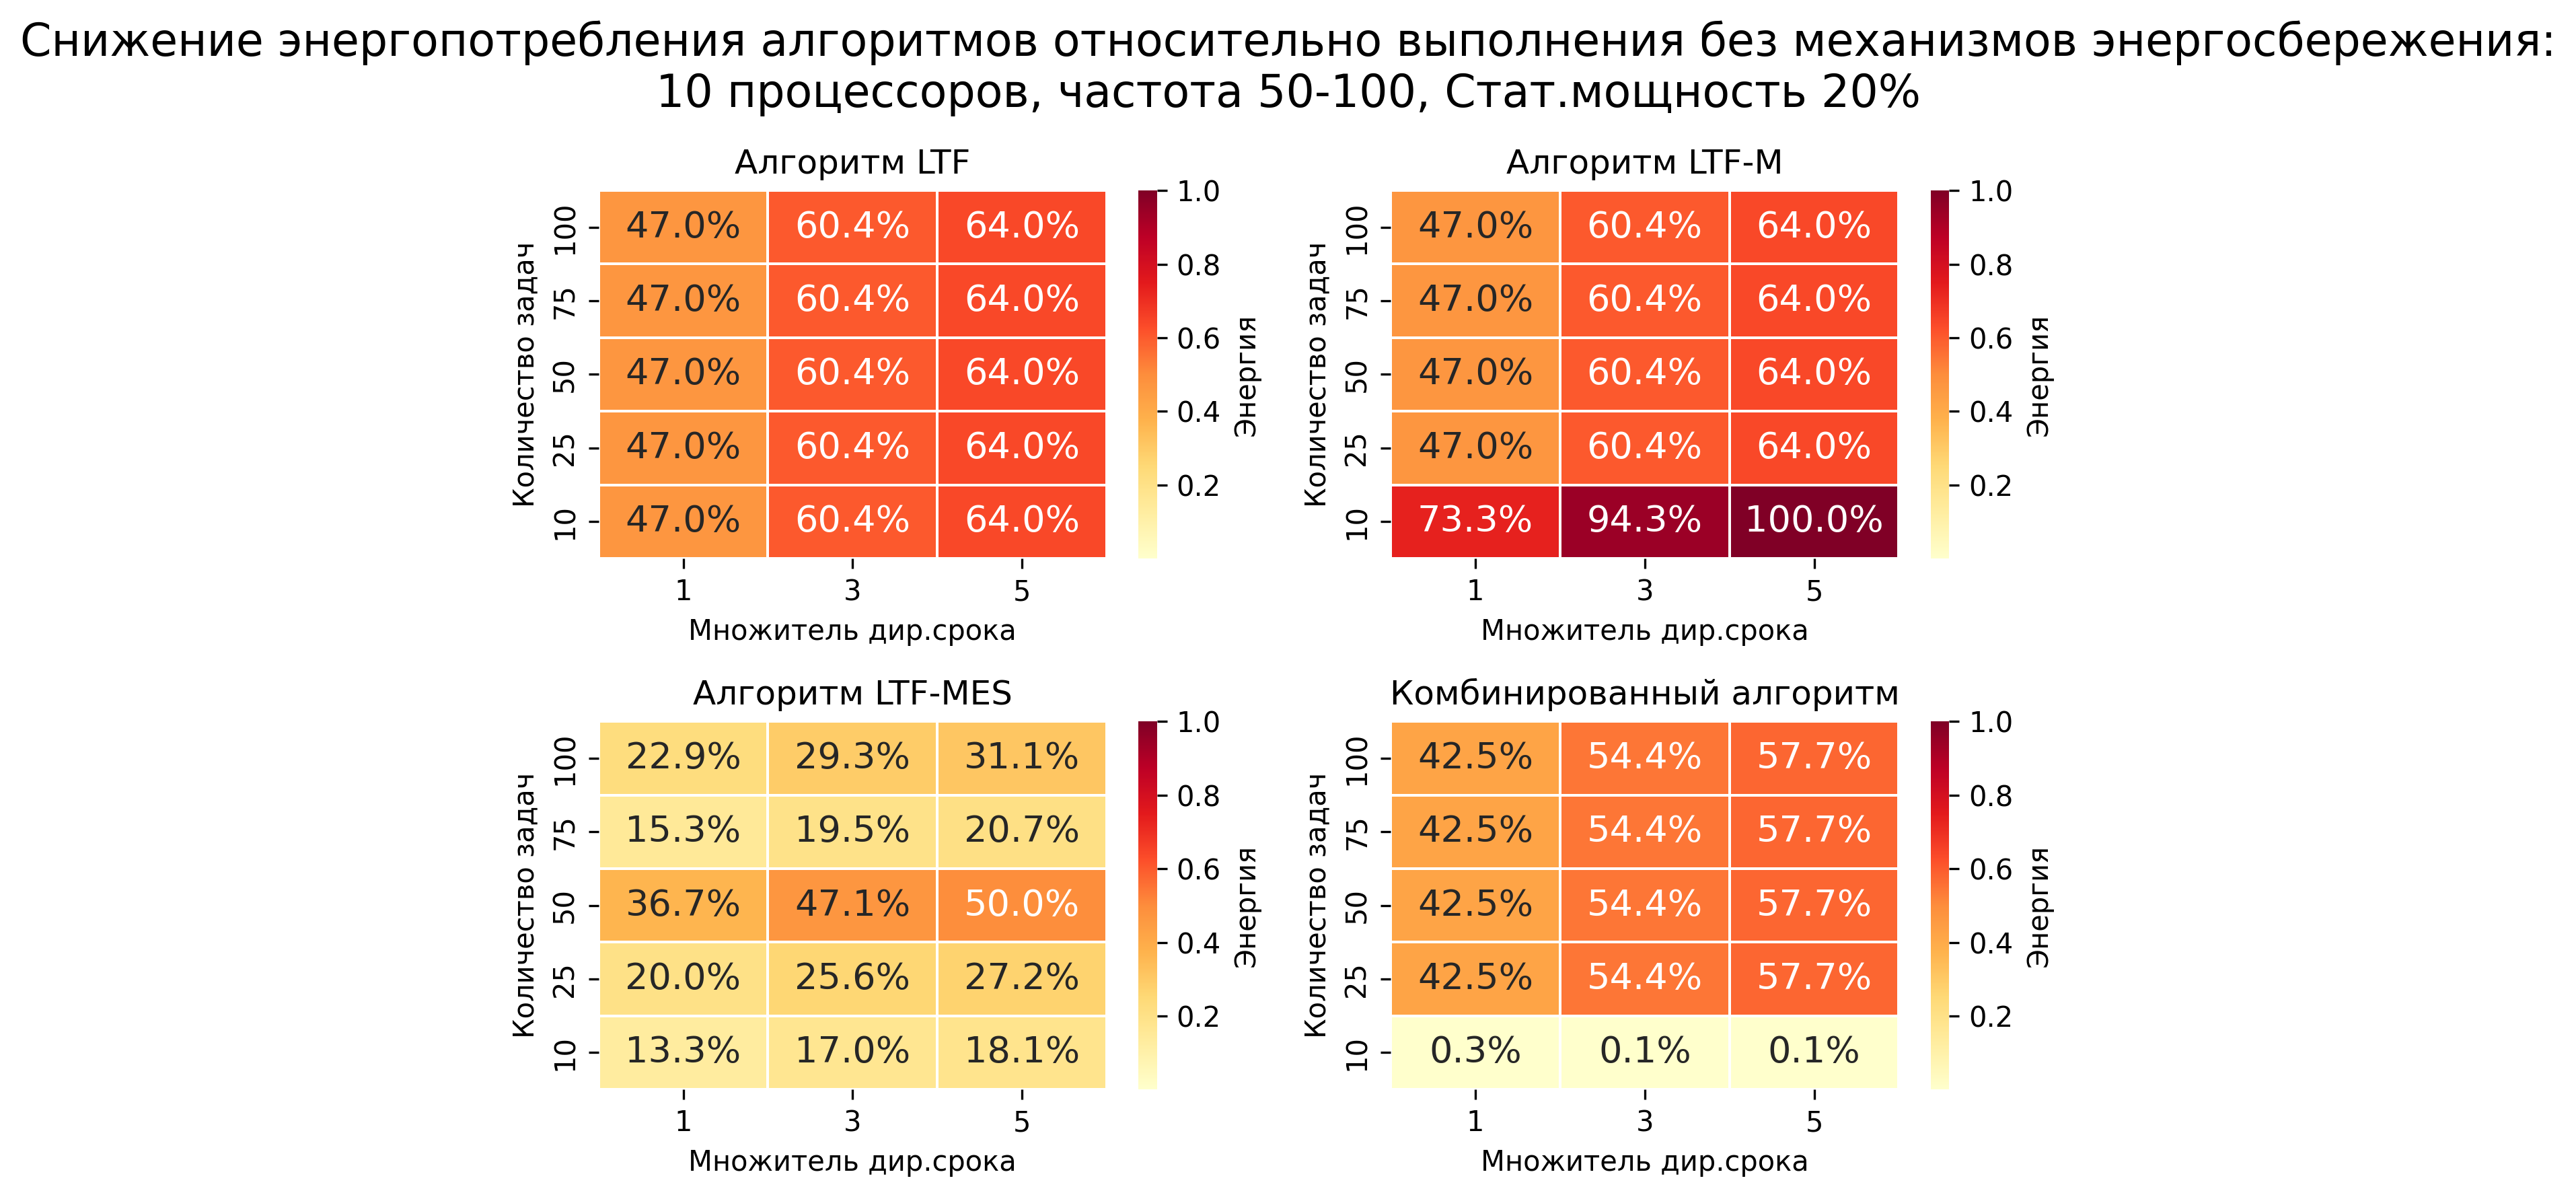 Снижение энергопотребления алгоритмов относительно выполнения без механизмов энергосбережения:
10 процессоров, частота 50-100, Стат.мощность 20%
Алгоритм LTF
Количество задач
100 47.0% 60.4% 64.0%
75 47.0% 60.4% 64.0%
50 47.0% 60.4% 64.0%
25 47.0% 60.4% 64.0%
10 47.0% 60.4% 64.0%
1 3 5
Множитель дир.срока
1.0
0.8
0.6
0.4
0.2
Энергия
Алгоритм LTF-M
Количество задач
100 47.0% 60.4% 64.0%
75 47.0% 60.4% 64.0%
50 47.0% 60.4% 64.0%
25 47.0% 60.4% 64.0%
10 73.3% 94.3% 100.0%
1 3 5
Множитель дир.срока
1.0
0.8
0.6
0.4
0.2
Энергия
Алгоритм LTF-MES
Количество задач
100 22.9% 29.3% 31.1%
75 15.3% 19.5% 20.7%
50 36.7% 47.1% 50.0%
25 20.0% 25.6% 27.2%
10 13.3% 17.0% 18.1%
1 3 5
Множитель дир.срока
1.0
0.8
0.6
0.4
0.2
Энергия
Комбинированный алгоритм
Количество задач
100 42.5% 54.4% 57.7%
75 42.5% 54.4% 57.7%
50 42.5% 54.4% 57.7%
25 42.5% 54.4% 57.7%
10 0.3% 0.1% 0.1%
1 3 5
Множитель дир.срока
1.0
0.8
0.6
0.4
0.2
Энергия